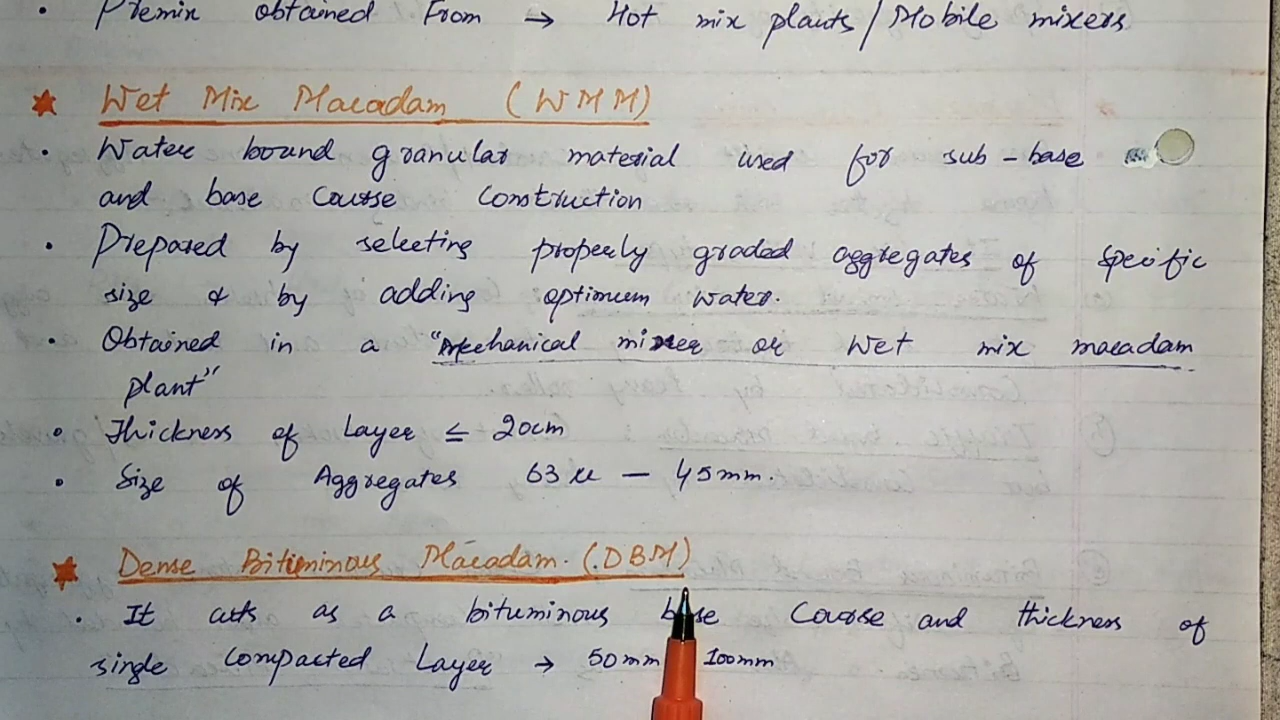 • Premix obtained From → Hot mix plants/Mobile mixers
★ Wet Mix Macadam (WMM)
• Water bound granular material used for sub-base
and base Course Construction
• Prepared by selecting properly graded aggregates of Specific
size & by adding optimum water.
• Obtained in a "mechanical mixer or wet mix macadam
plant"
• Thickness of Layer ≤ 20cm
• Size of Aggregates 63 µ — 45mm.
★ Dense Bituminous Macadam. (DBM)
• It acts as a bituminous base Course and thickness of
single compacted Layer → 50mm 100mm